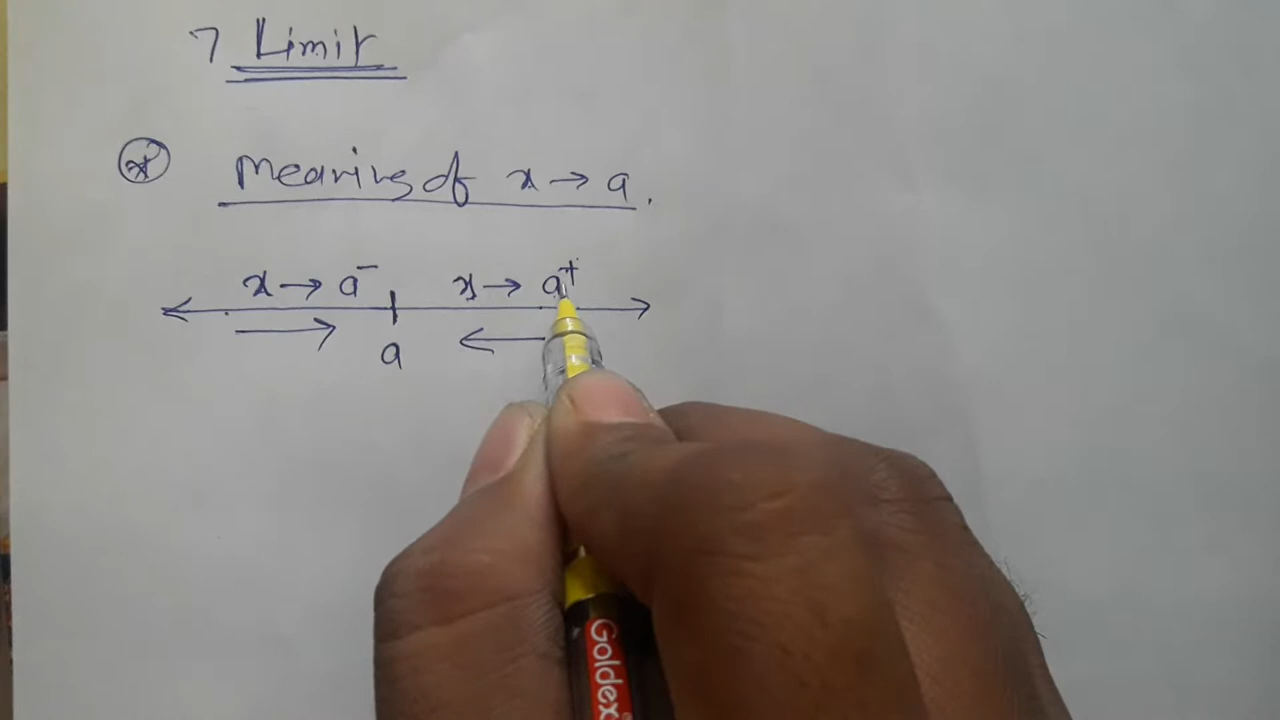 7 Limit
* Meaning of x → a.
x → a⁻ x → a⁺
a
Goldex